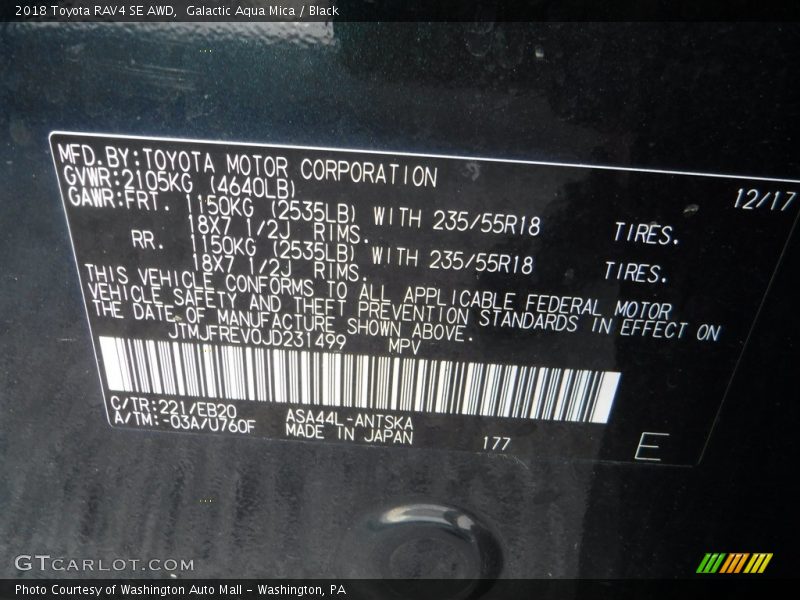 2018 Toyota RAV4 SE AWD,  Galactic Aqua Mica / Black
MFD.BY:TOYOTA MOTOR CORPORATION
12/17
GVWR:2105KG (4640LB)
GAWR:FRT. 1150KG (2535LB) WITH 235/55R18 TIRES.
18X7 1/2J RIMS.
RR. 1150KG (2535LB) WITH 235/55R18 TIRES.
18X7 1/2J RIMS.
THIS VEHICLE CONFORMS TO ALL APPLICABLE FEDERAL MOTOR
VEHICLE SAFETY AND THEFT PREVENTION STANDARDS IN EFFECT ON
THE DATE OF MANUFACTURE SHOWN ABOVE.
JTMJFREV0JD231499 MPV
C/TR:221/EB20 ASA44L-ANTSKA
A/TM:-03A/U760F MADE IN JAPAN 177 E
GTCARLOT.COM
Photo Courtesy of Washington Auto Mall - Washington, PA